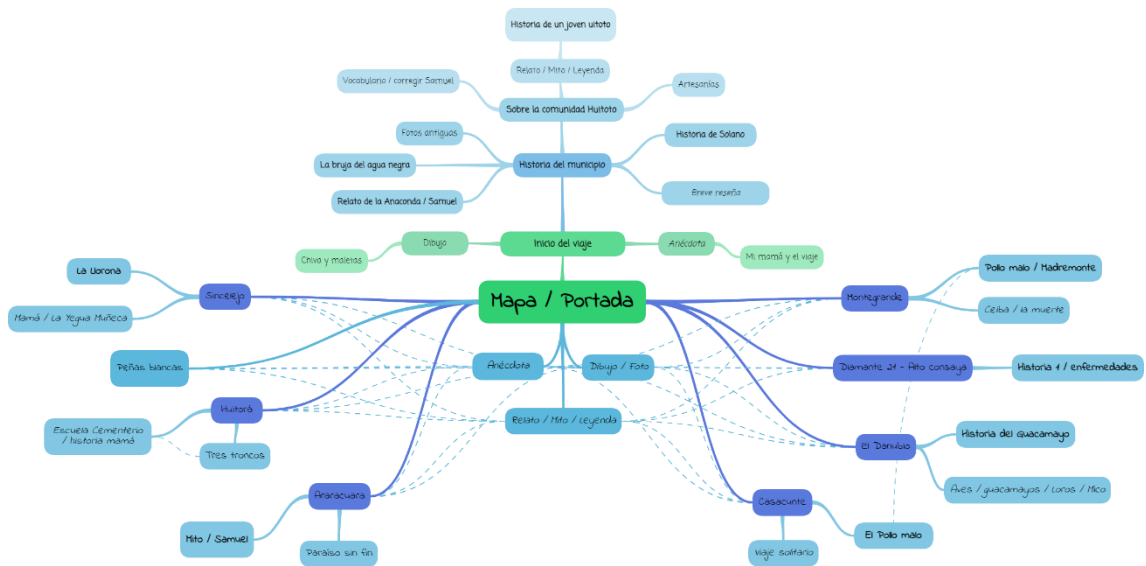 Historia de un joven uitoto
Relato / Mito / Leyenda
Vocabulario / corregir Samuel
Artesanías
Sobre la comunidad Huitoto
Fotos antiguas
Historia de Solano
La bruja del agua negra
Historia del municipio
Relato de la Anaconda / Samuel
Breve reseña
Dibujo
Inicio del viaje
Anécdota
Chiva y maletas
Mi mamá y el viaje
La llorona
Pollo malo / Madremonte
Sincelejo
Mapa / Portada
Montegrande
Mamá / La Yegua Muñeca
Ceiba / la muerte
Peñas blancas
Anécdota
Dibujo / Foto
Diamante 21 - Alto consaya
Historia 1 / enfermedades
Huitorá
Relato / Mito / Leyenda
Escuela Cementerio
/ historia mamá
Tres troncos
El Danubio
Historia del Guacamayo
Aves / guacamayos / Loros / Mico
Araracuara
Casacunte
Mito / Samuel
Paraíso sin fin
Viaje solitario
El Pollo malo